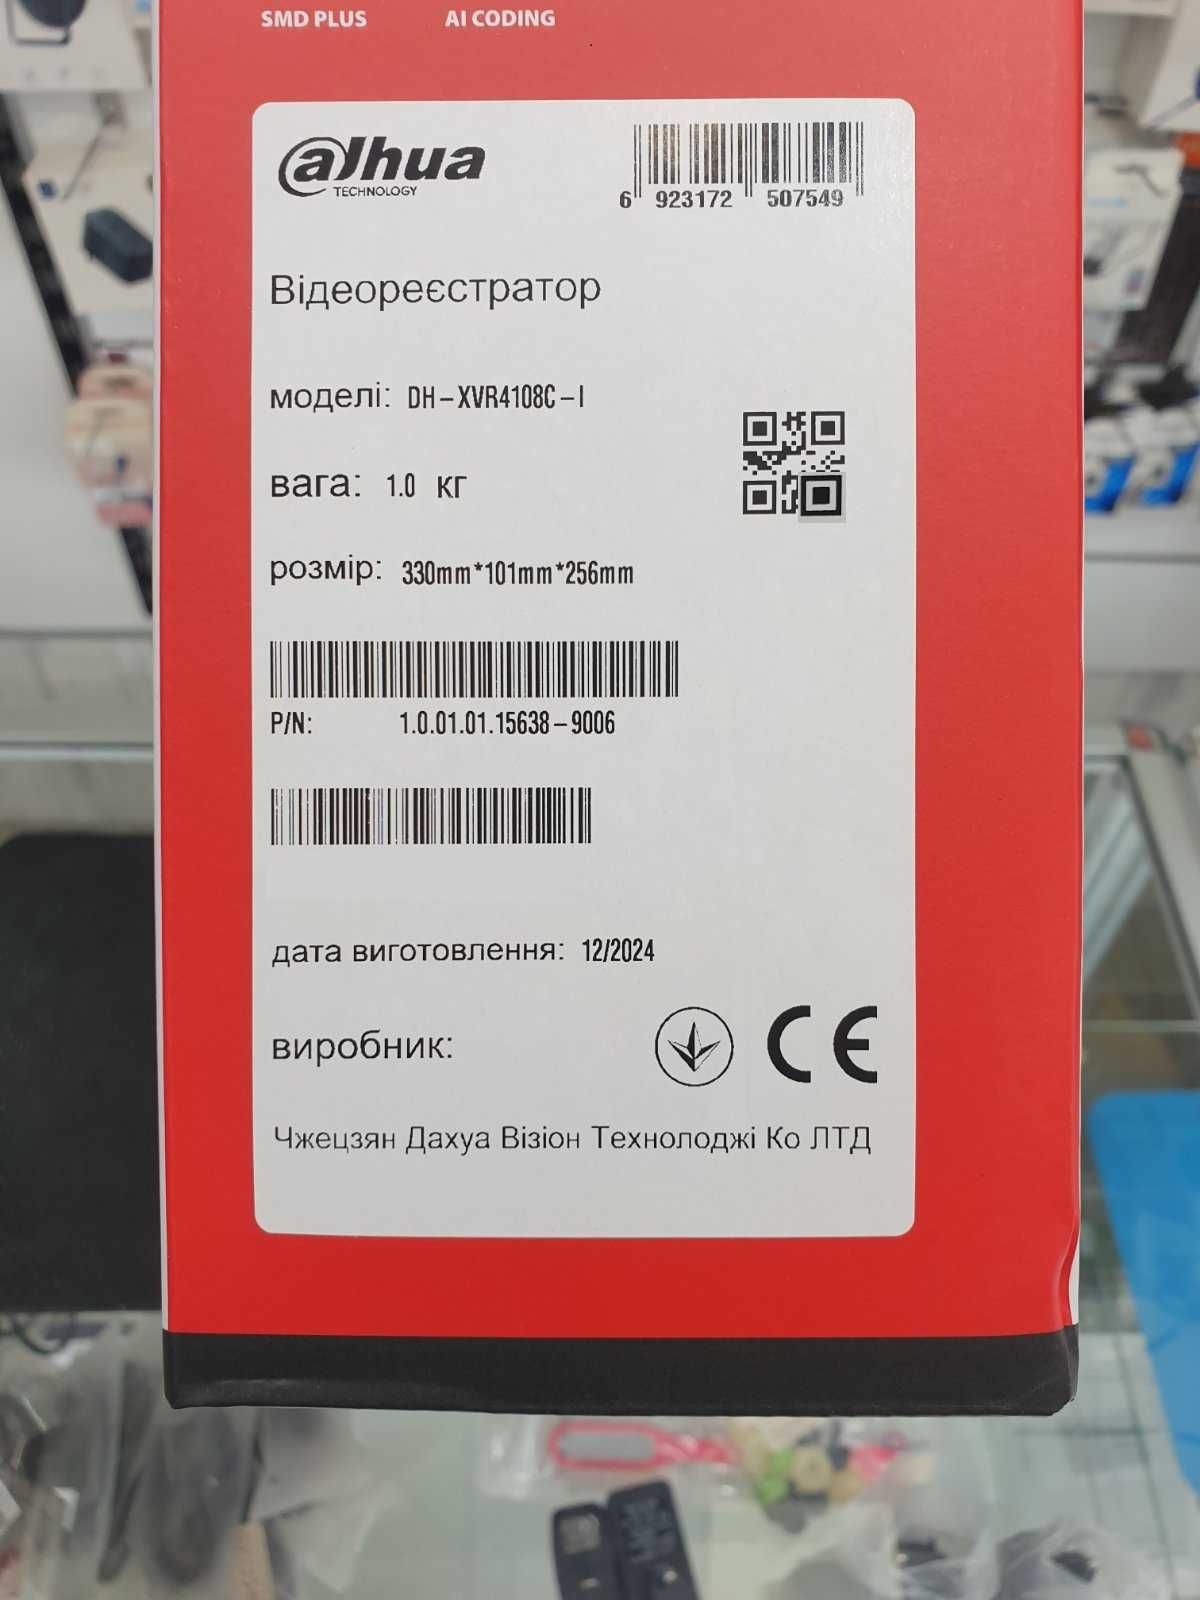 SMD PLUS AI CODING
alhua
TECHNOLOGY
6 923172 507549
Відеореєстратор
моделі: DH-XVR4108C-I
вага: 1.0 кг
розмір: 330mm*101mm*256mm
P/N: 1.0.01.01.15638-9006
дата виготовлення: 12/2024
виробник:
CE
Чжецзян Дахуа Візіон Технолоджі Ко ЛТД